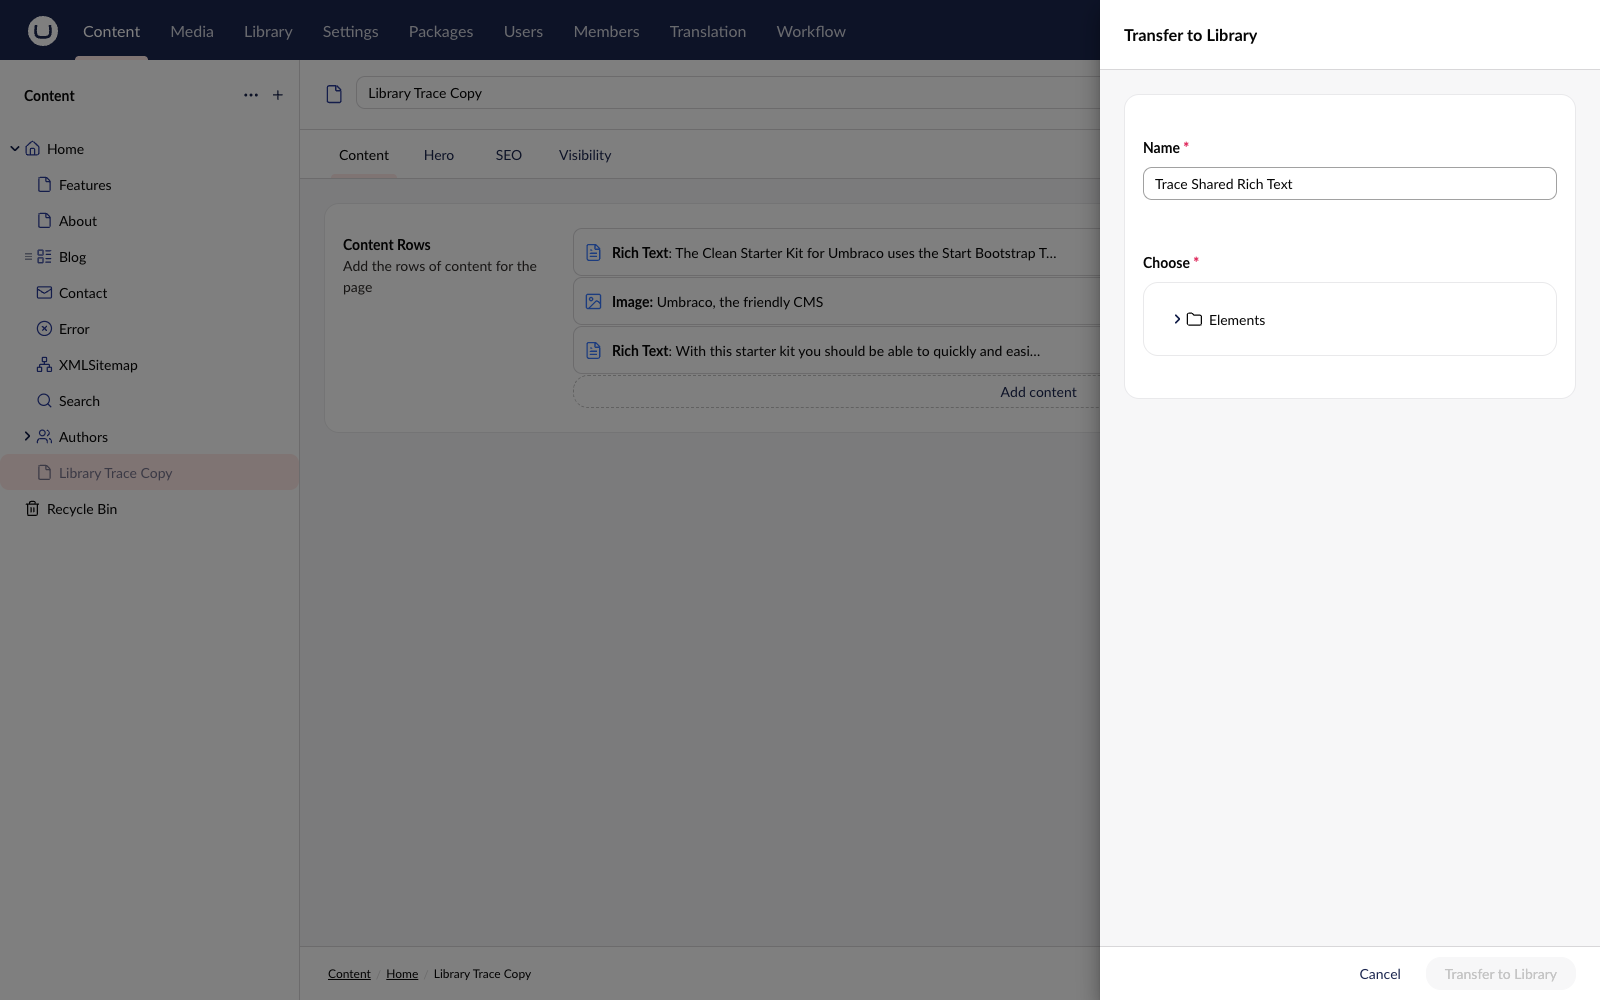 Content
Media
Library
Settings
Packages
Users
Members
Translation
Workflow
Content
Home
Features
About
Blog
Contact
Error
XMLSitemap
Search
Authors
Library Trace Copy
Recycle Bin
Library Trace Copy
Content
Hero
SEO
Visibility
Content Rows
Add the rows of content for the
page
Rich Text: The Clean Starter Kit for Umbraco uses the Start Bootstrap T...
Image: Umbraco, the friendly CMS
Rich Text: With this starter kit you should be able to quickly and easi...
Add content
Content / Home / Library Trace Copy
Transfer to Library
Name *
Trace Shared Rich Text
Choose *
Elements
Cancel
Transfer to Library